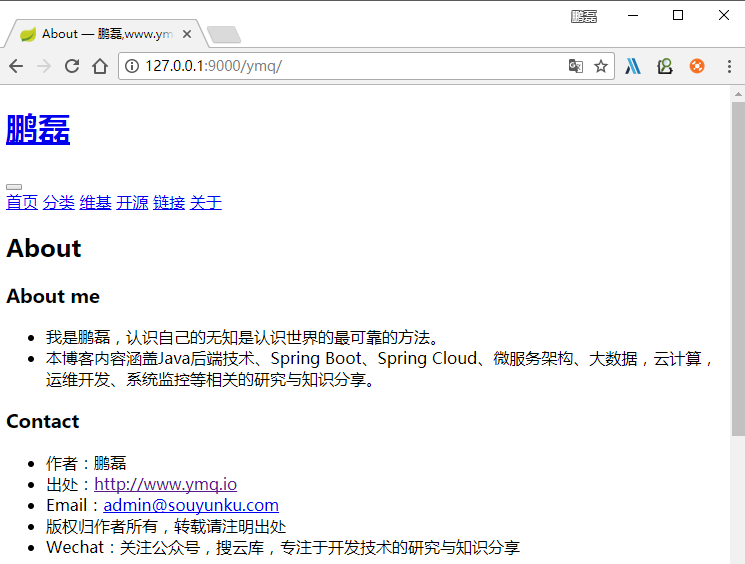 鹏磊
About — 鹏磊,www.ym
127.0.0.1:9000/ymq/
鹏磊
首页 分类 维基 开源 链接 关于
About
About me
我是鹏磊，认识自己的无知是认识世界的最可靠的方法。
本博客内容涵盖Java后端技术、Spring Boot、Spring Cloud、微服务架构、大数据，云计算，
运维开发、系统监控等相关的研究与知识分享。
Contact
作者：鹏磊
出处：http://www.ymq.io
Email：admin@souyunku.com
版权归作者所有，转载请注明出处
Wechat：关注公众号，搜云库，专注于开发技术的研究与知识分享